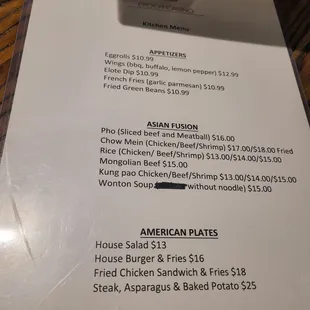 Kitchen Menu
APPETIZERS
Eggrolls $10.99
Wings (bbq, buffalo, lemon pepper) $12.99
Elote Dip $10.99
French Fries (garlic parmesan) $10.99
Fried Green Beans $10.99
ASIAN FUSION
Pho (Sliced beef and Meatball) $16.00
Chow Mein (Chicken/Beef/Shrimp) $17.00/$18.00 Fried
Rice (Chicken/ Beef/Shrimp) $13.00/$14.00/$15.00
Mongolian Beef $15.00
Kung pao Chicken/Beef/Shrimp $13.00/$14.00/$15.00
Wonton Soup without noodle) $15.00
AMERICAN PLATES
House Salad $13
House Burger & Fries $16
Fried Chicken Sandwich & Fries $18
Steak, Asparagus & Baked Potato $25